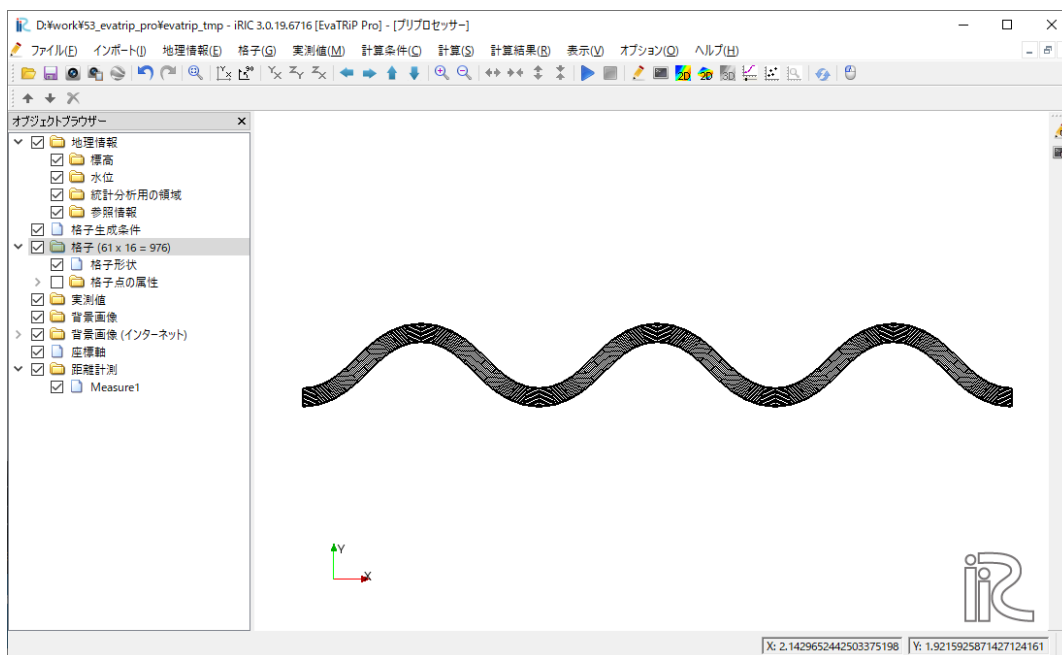 D:¥work¥53_evatrip_pro¥evatrip_tmp - iRIC 3.0.19.6716 [EvaTRiP Pro] - [プリプロセッサー]
ファイル(F) インポート(I) 地理情報(E) 格子(G) 実測値(M) 計算条件(C) 計算(S) 計算結果(R) 表示(V) オプション(O) ヘルプ(H)
オブジェクトブラウザー
地理情報
標高
水位
統計分析用の領域
参照情報
格子生成条件
格子 (61 x 16 = 976)
格子形状
格子点の属性
実測値
背景画像
背景画像 (インターネット)
座標軸
距離計測
Measure1
Y
X
iRIC
X: 2.1429652442503375198 Y: 1.9215925871427124161